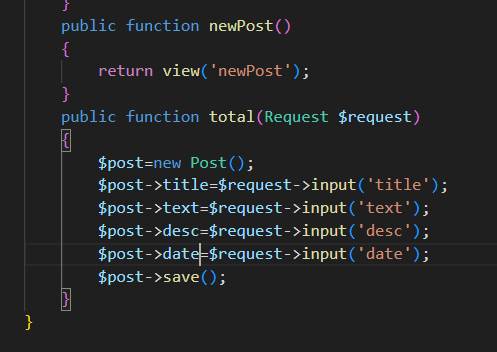 }
public function newPost()
{
return view('newPost');
}
public function total(Request $request)
{
$post=new Post();
$post->title=$request->input('title');
$post->text=$request->input('text');
$post->desc=$request->input('desc');
$post->date=$request->input('date');
$post->save();
}
}